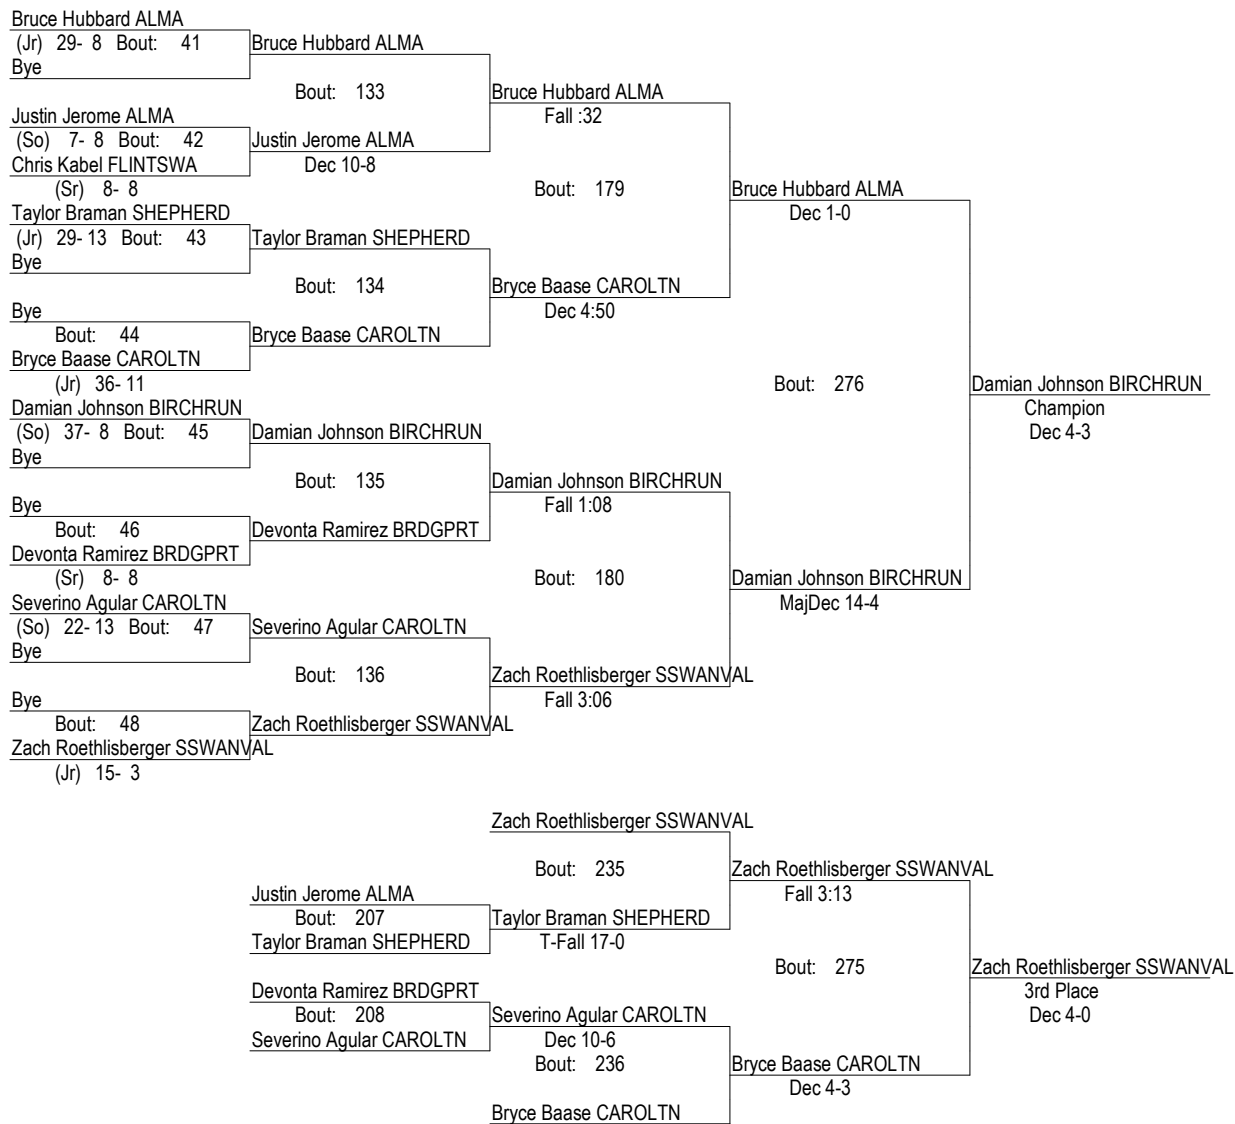 Bruce Hubbard ALMA
(Jr) 29- 8 Bout: 41
Bye
Bruce Hubbard ALMA
Bout: 133
Justin Jerome ALMA
(So) 7- 8 Bout: 42
Chris Kabel FLINTSWA
(Sr) 8- 8
Justin Jerome ALMA
Dec 10-8
Bruce Hubbard ALMA
Fall :32
Bout: 179
Taylor Braman SHEPHERD
(Jr) 29- 13 Bout: 43
Bye
Taylor Braman SHEPHERD
Bout: 134
Bye
Bout: 44
Bryce Baase CAROLTN
(Jr) 36- 11
Bryce Baase CAROLTN
Bryce Baase CAROLTN
Dec 4:50
Bruce Hubbard ALMA
Dec 1-0
Bout: 276
Damian Johnson BIRCHRUN
(So) 37- 8 Bout: 45
Bye
Damian Johnson BIRCHRUN
Bout: 135
Bye
Bout: 46
Devonta Ramirez BRDGPRT
(Sr) 8- 8
Devonta Ramirez BRDGPRT
Damian Johnson BIRCHRUN
Fall 1:08
Bout: 180
Severino Agular CAROLTN
(So) 22- 13 Bout: 47
Bye
Severino Agular CAROLTN
Bout: 136
Bye
Bout: 48
Zach Roethlisberger SSWANVAL
(Jr) 15- 3
Zach Roethlisberger SSWANVAL
Zach Roethlisberger SSWANVAL
Fall 3:06
Damian Johnson BIRCHRUN
MajDec 14-4
Damian Johnson BIRCHRUN
Champion
Dec 4-3
Zach Roethlisberger SSWANVAL
Bout: 235
Justin Jerome ALMA
Bout: 207
Taylor Braman SHEPHERD
Taylor Braman SHEPHERD
T-Fall 17-0
Zach Roethlisberger SSWANVAL
Fall 3:13
Bout: 275
Devonta Ramirez BRDGPRT
Bout: 208
Severino Agular CAROLTN
Severino Agular CAROLTN
Dec 10-6
Bout: 236
Bryce Baase CAROLTN
Bryce Baase CAROLTN
Dec 4-3
Zach Roethlisberger SSWANVAL
3rd Place
Dec 4-0